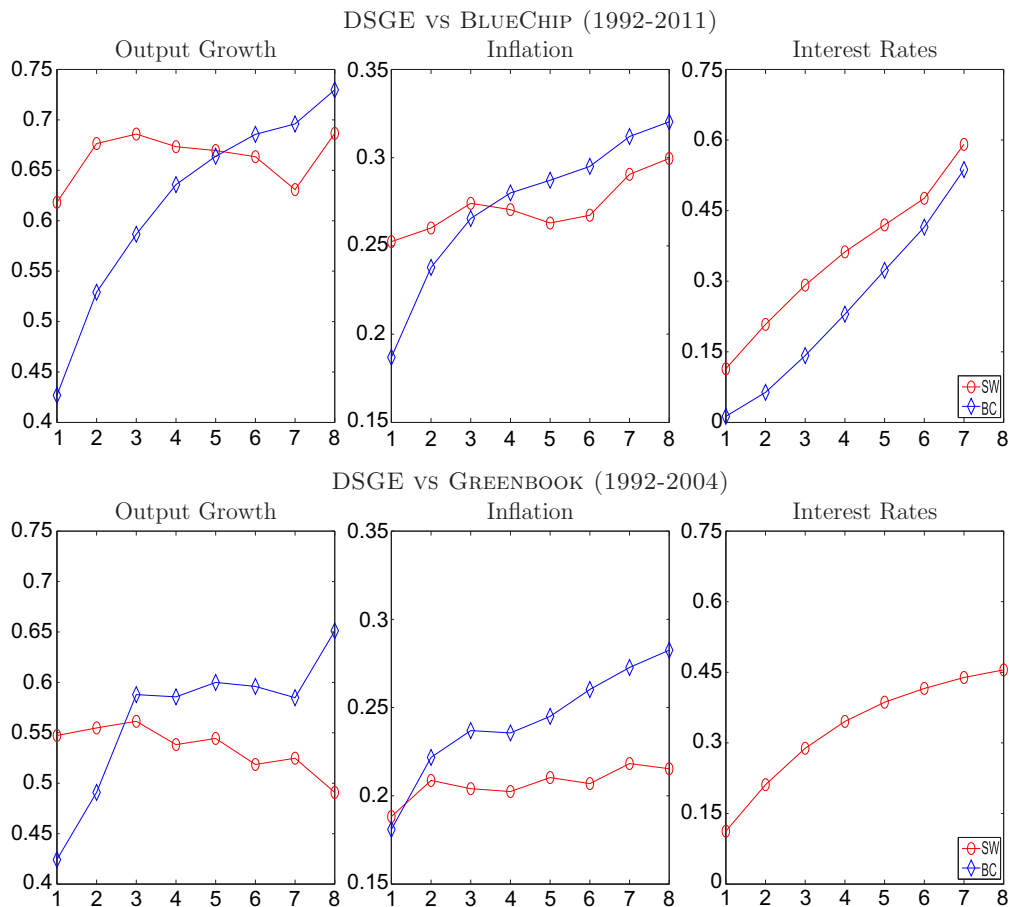 DSGE VS BLUECHIP (1992-2011)
Output Growth Inflation Interest Rates
0.75
0.7
0.65
0.6
0.55
0.5
0.45
0.4
1 2 3 4 5 6 7 8
0.35
0.3
0.25
0.2
0.15
1 2 3 4 5 6 7 8
0.75
0.6
0.45
0.3
0.15
0
1 2 3 4 5 6 7 8
SW
BC
DSGE VS GREENBOOK (1992-2004)
Output Growth Inflation Interest Rates
0.75
0.7
0.65
0.6
0.55
0.5
0.45
0.4
1 2 3 4 5 6 7 8
0.35
0.3
0.25
0.2
0.15
1 2 3 4 5 6 7 8
0.75
0.6
0.45
0.3
0.15
0
1 2 3 4 5 6 7 8
SW
BC